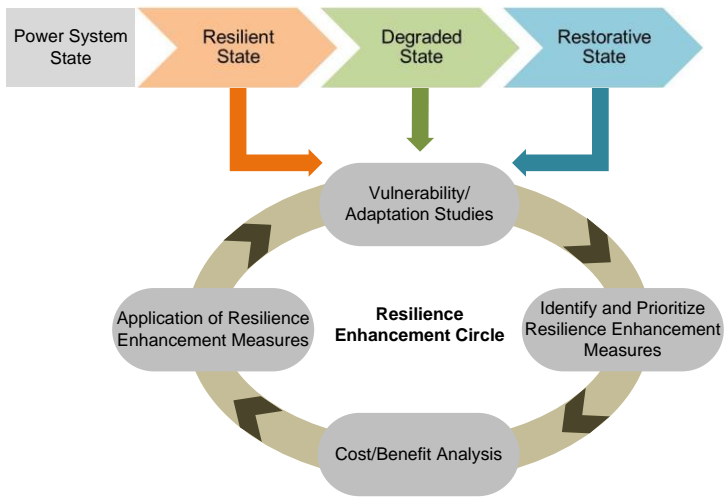 Power System
State
Resilient
State
Degraded
State
Restorative
State
Vulnerability/
Adaptation Studies
Application of Resilience
Enhancement Measures
Resilience
Enhancement Circle
Identify and Prioritize
Resilience Enhancement
Measures
Cost/Benefit Analysis